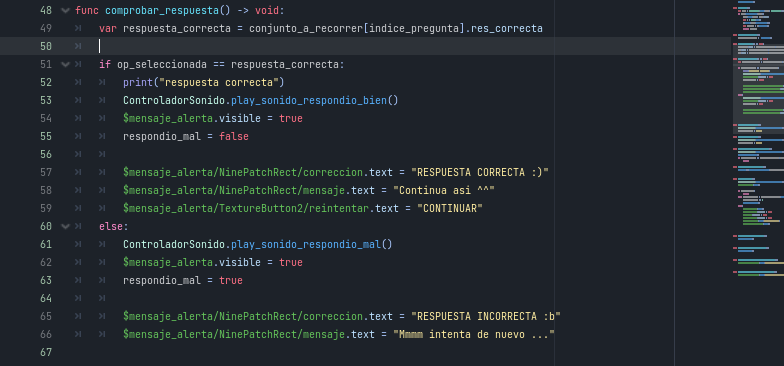 48 func comprobar_respuesta() -> void:
49 var respuesta_correcta = conjunto_a_recorrer[indice_pregunta].res_correcta
50
51 if op_seleccionada == respuesta_correcta:
52 print("respuesta correcta")
53 ControladorSonido.play_sonido_respondio_bien()
54 $mensaje_alerta.visible = true
55 respondio_mal = false
56
57 $mensaje_alerta/NinePatchRect/correccion.text = "RESPUESTA CORRECTA :)"
58 $mensaje_alerta/NinePatchRect/mensaje.text = "Continua asi ^^"
59 $mensaje_alerta/TextureButton2/reintentar.text = "CONTINUAR"
60 else:
61 ControladorSonido.play_sonido_respondio_mal()
62 $mensaje_alerta.visible = true
63 respondio_mal = true
64
65 $mensaje_alerta/NinePatchRect/correccion.text = "RESPUESTA INCORRECTA :b"
66 $mensaje_alerta/NinePatchRect/mensaje.text = "Mmmm intenta de nuevo ..."
67